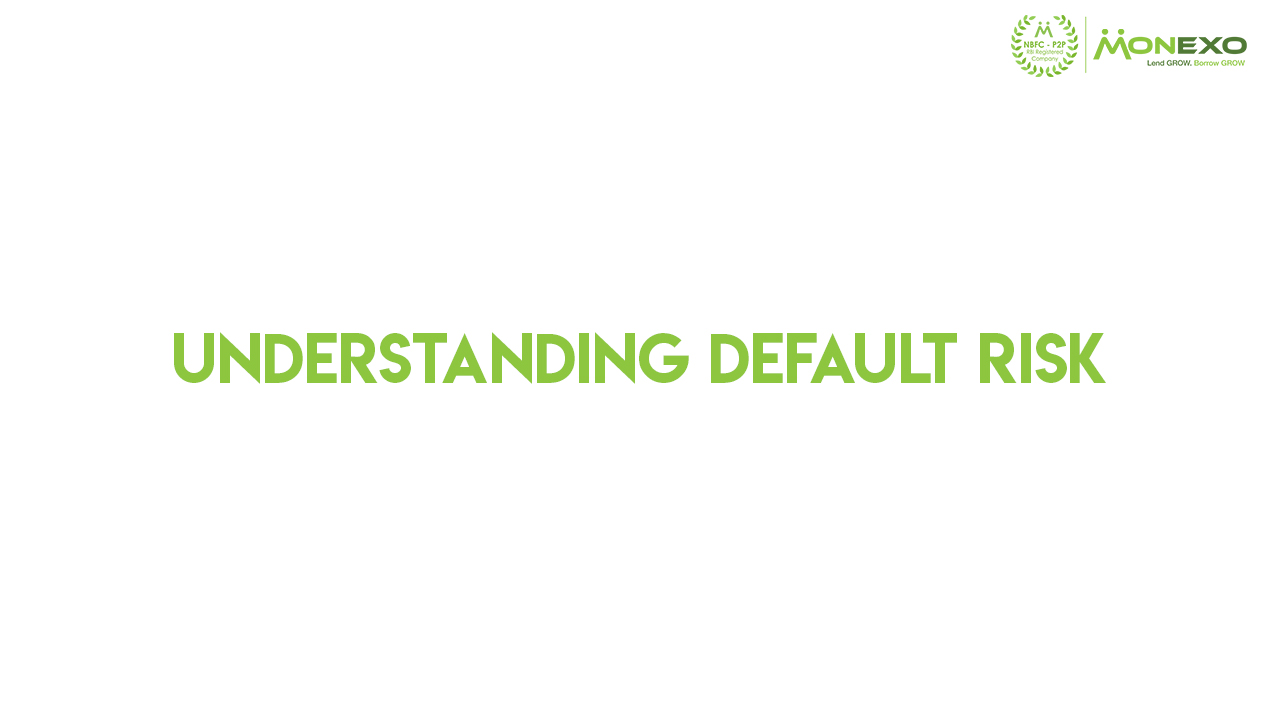 NBFC - P2P
RBI Registered
Company
MONEXO
Lend GROW. Borrow GROW
UNDERSTANDING DEFAULT RISK